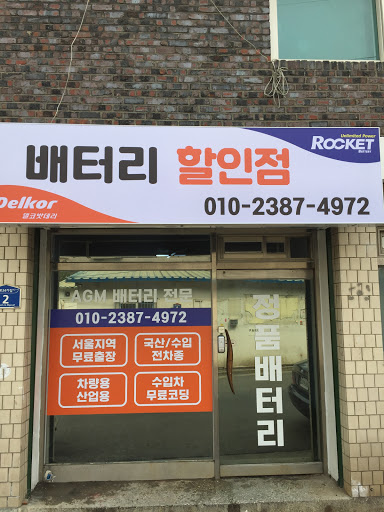 Unlimited Power
ROCKET
BATTERY
배터리 할인점
Delkor
델코밧데리
010-2387-4972
2
AGM 배터리 전문
010-2387-4972
서울지역
무료출장
국산/수입
전차종
차량용
산업용
수입차
무료코딩
정품배터리